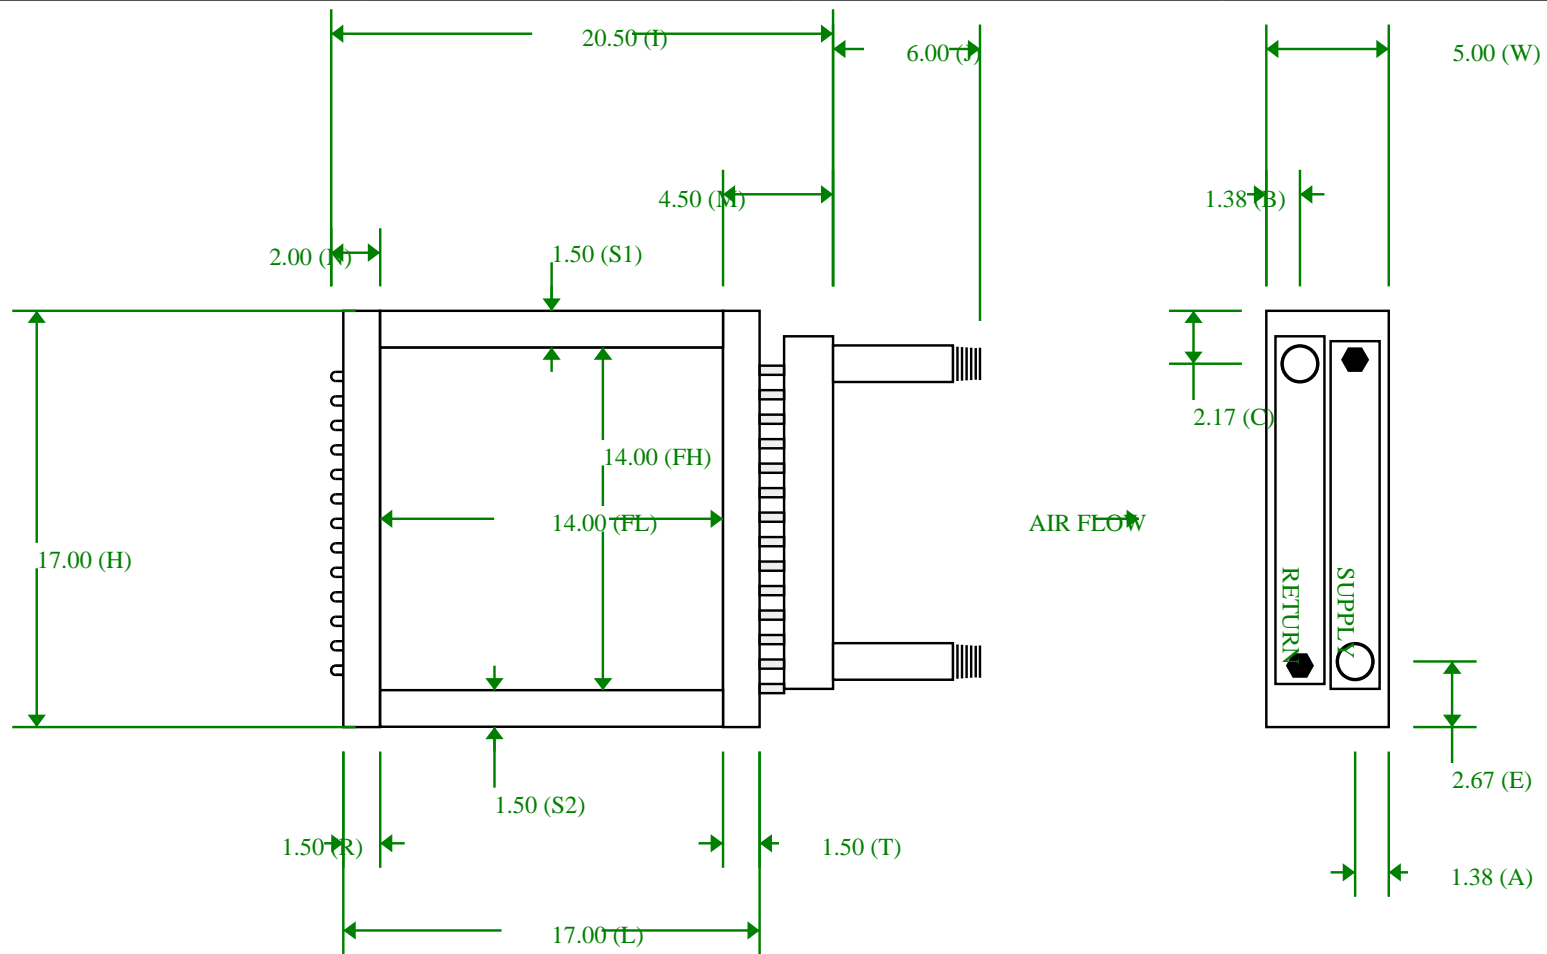 20.50 (I)
6.00 (J)
5.00 (W)
4.50 (M)
1.38 (B)
2.00 (N)
1.50 (S1)
2.17 (C)
14.00 (FH)
14.00 (FL)
AIR FLOW
17.00 (H)
RETURN
SUPPLY
2.67 (E)
1.50 (S2)
1.50 (R)
1.50 (T)
1.38 (A)
17.00 (L)